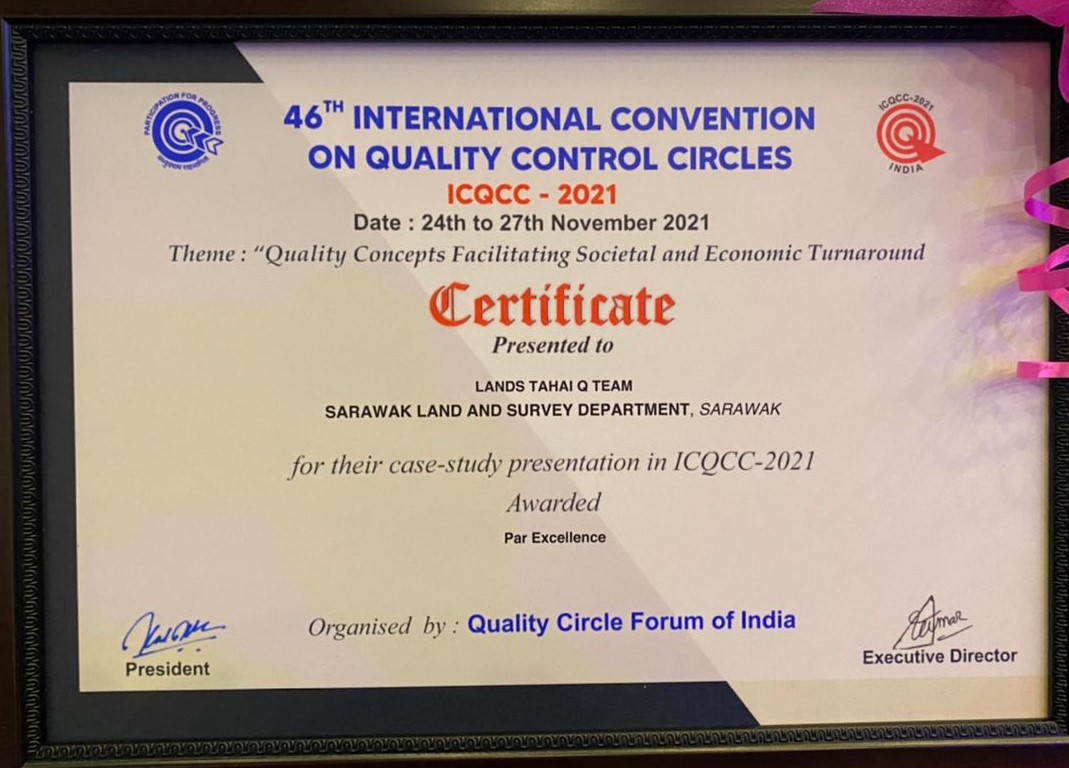 PARTICIPATION FOR PROGRESS
ICQCC-2021
INDIA
46TH INTERNATIONAL CONVENTION
ON QUALITY CONTROL CIRCLES
ICQCC - 2021
Date : 24th to 27th November 2021
Theme : “Quality Concepts Facilitating Societal and Economic Turnaround
Certificate
Presented to
LANDS TAHAI Q TEAM
SARAWAK LAND AND SURVEY DEPARTMENT, SARAWAK
for their case-study presentation in ICQCC-2021
Awarded
Par Excellence
Organised by : Quality Circle Forum of India
President
Executive Director